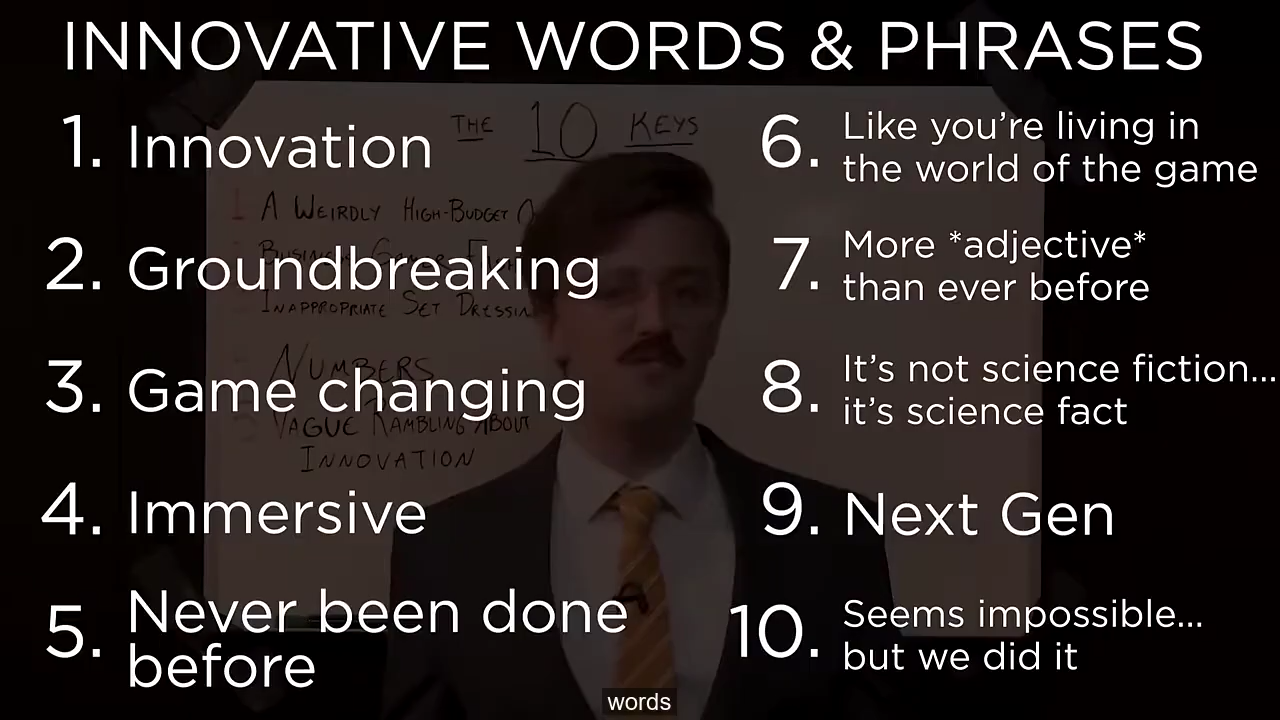 INNOVATIVE WORDS & PHRASES
1. Innovation
2. Groundbreaking
3. Game changing
4. Immersive
5. Never been done
before
6. Like you're living in
the world of the game
7. More *adjective*
than ever before
8. It's not science fiction...
it's science fact
9. Next Gen
10. Seems impossible...
but we did it
THE 10 KEYS
A WEIRDLY HIGH-BUDGET
INAPPROPRIATE SET
NUMBERS
VAGUE RAMBLING ABOUT
INNOVATION
words